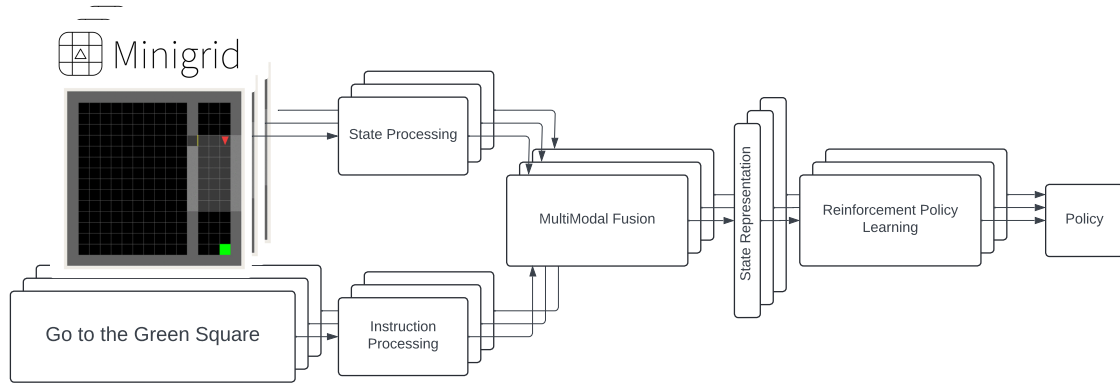 Minigrid
State Processing
MultiModal Fusion
State Representation
Reinforcement Policy
Learning
Policy
Go to the Green Square
Instruction
Processing